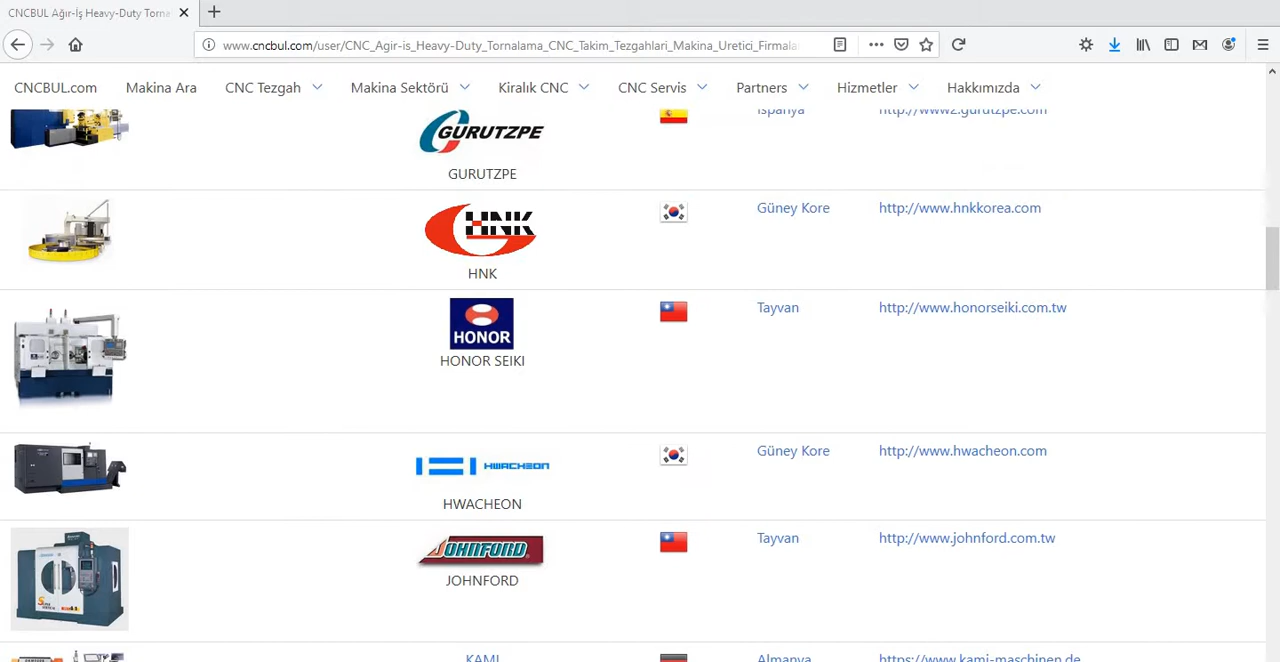 CNCBUL Ağır-İş Heavy-Duty Torna
www.cncbul.com/user/CNC_Agir-is_Heavy-Duty_Tornalama_CNC_Takim_Tezgahlari_Makina_Uretici_Firmala
CNCBUL.com Makina Ara CNC Tezgah Makina Sektörü Kiralık CNC CNC Servis Partners Hizmetler Hakkımızda
GURUTZPE İspanya http://www2.gurutzpe.com
GURUTZPE
HNK Güney Kore http://www.hnkkorea.com
HNK
HONOR Tayvan http://www.honorseiki.com.tw
HONOR SEIKI
HWACHEON Güney Kore http://www.hwacheon.com
HWACHEON
JOHNFORD Tayvan http://www.johnford.com.tw
JOHNFORD
KAMI Almanya https://www.kami-maschinen.de